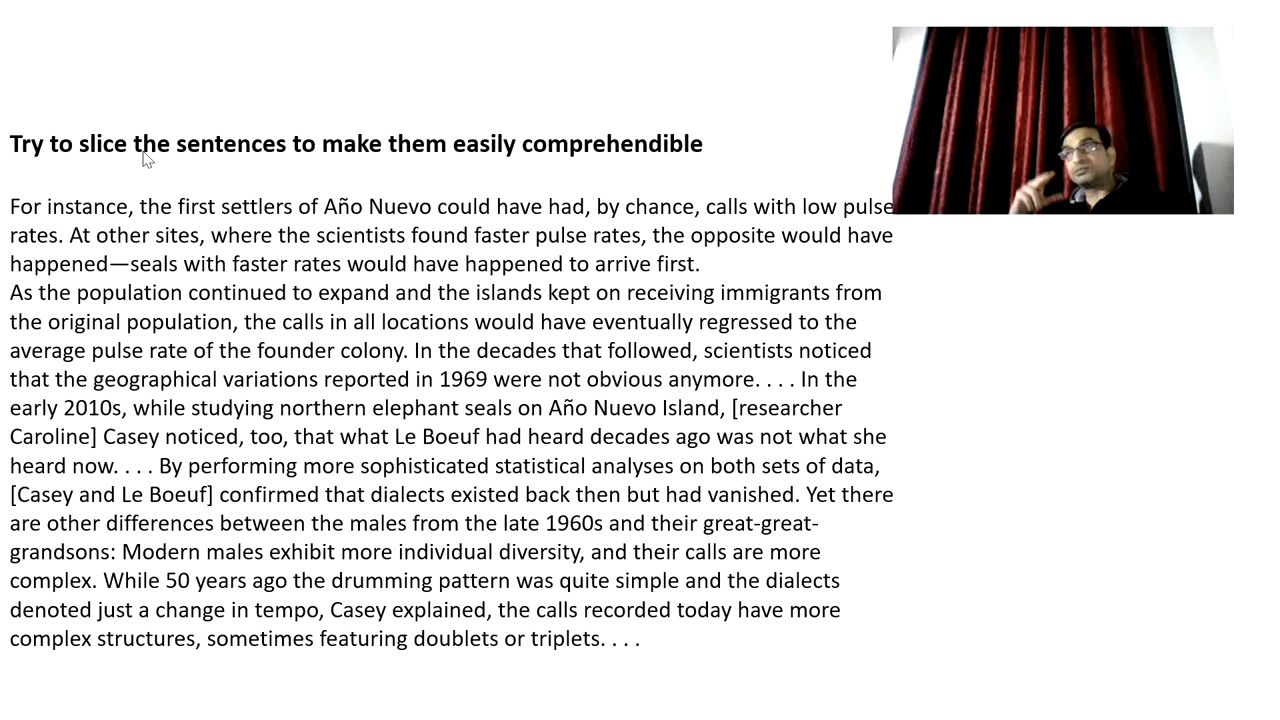 Try to slice the sentences to make them easily comprehendible
For instance, the first settlers of Año Nuevo could have had, by chance, calls with low pulse
rates. At other sites, where the scientists found faster pulse rates, the opposite would have
happened—seals with faster rates would have happened to arrive first.
As the population continued to expand and the islands kept on receiving immigrants from
the original population, the calls in all locations would have eventually regressed to the
average pulse rate of the founder colony. In the decades that followed, scientists noticed
that the geographical variations reported in 1969 were not obvious anymore. . . . In the
early 2010s, while studying northern elephant seals on Año Nuevo Island, [researcher
Caroline] Casey noticed, too, that what Le Boeuf had heard decades ago was not what she
heard now. . . . By performing more sophisticated statistical analyses on both sets of data,
[Casey and Le Boeuf] confirmed that dialects existed back then but had vanished. Yet there
are other differences between the males from the late 1960s and their great-great-
grandsons: Modern males exhibit more individual diversity, and their calls are more
complex. While 50 years ago the drumming pattern was quite simple and the dialects
denoted just a change in tempo, Casey explained, the calls recorded today have more
complex structures, sometimes featuring doublets or triplets. . . .